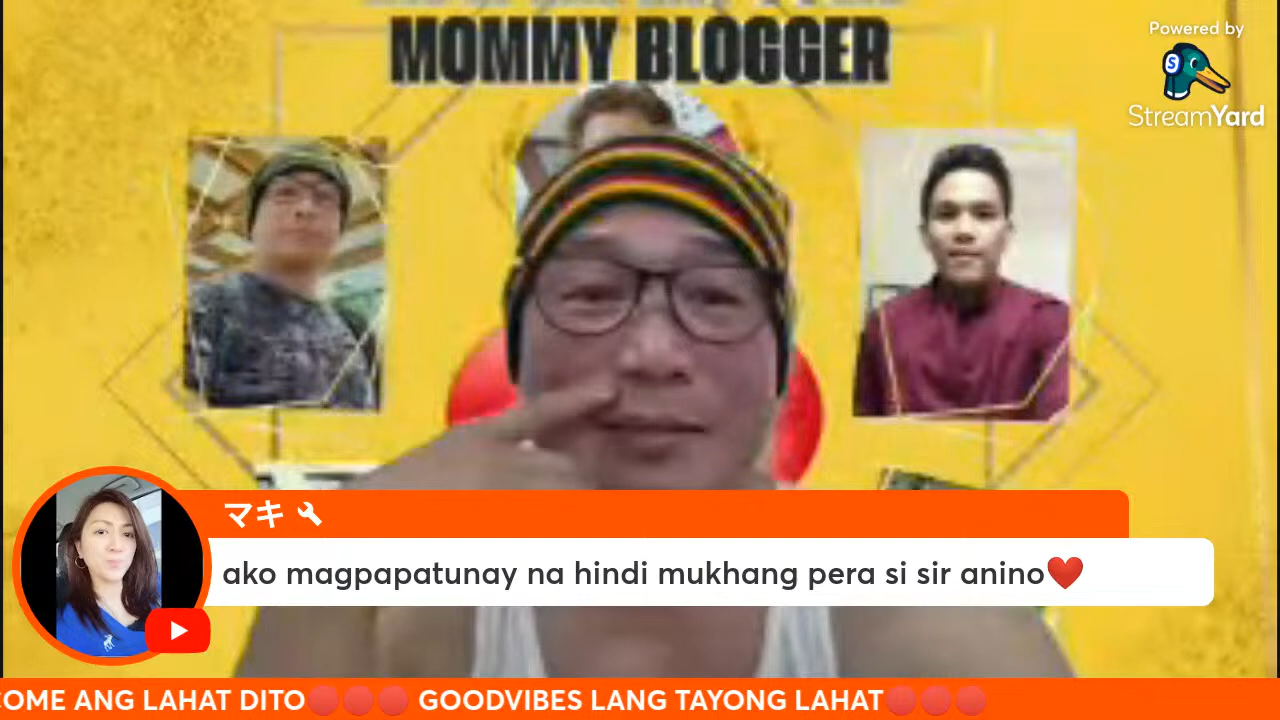 MOMMY BLOGGER
Powered by
S
StreamYard
マキ
ako magpapatunay na hindi mukhang pera si sir anino❤️
COME ANG LAHAT DITO🔴🔴🔴 GOODVIBES LANG TAYONG LAHAT🔴🔴🔴